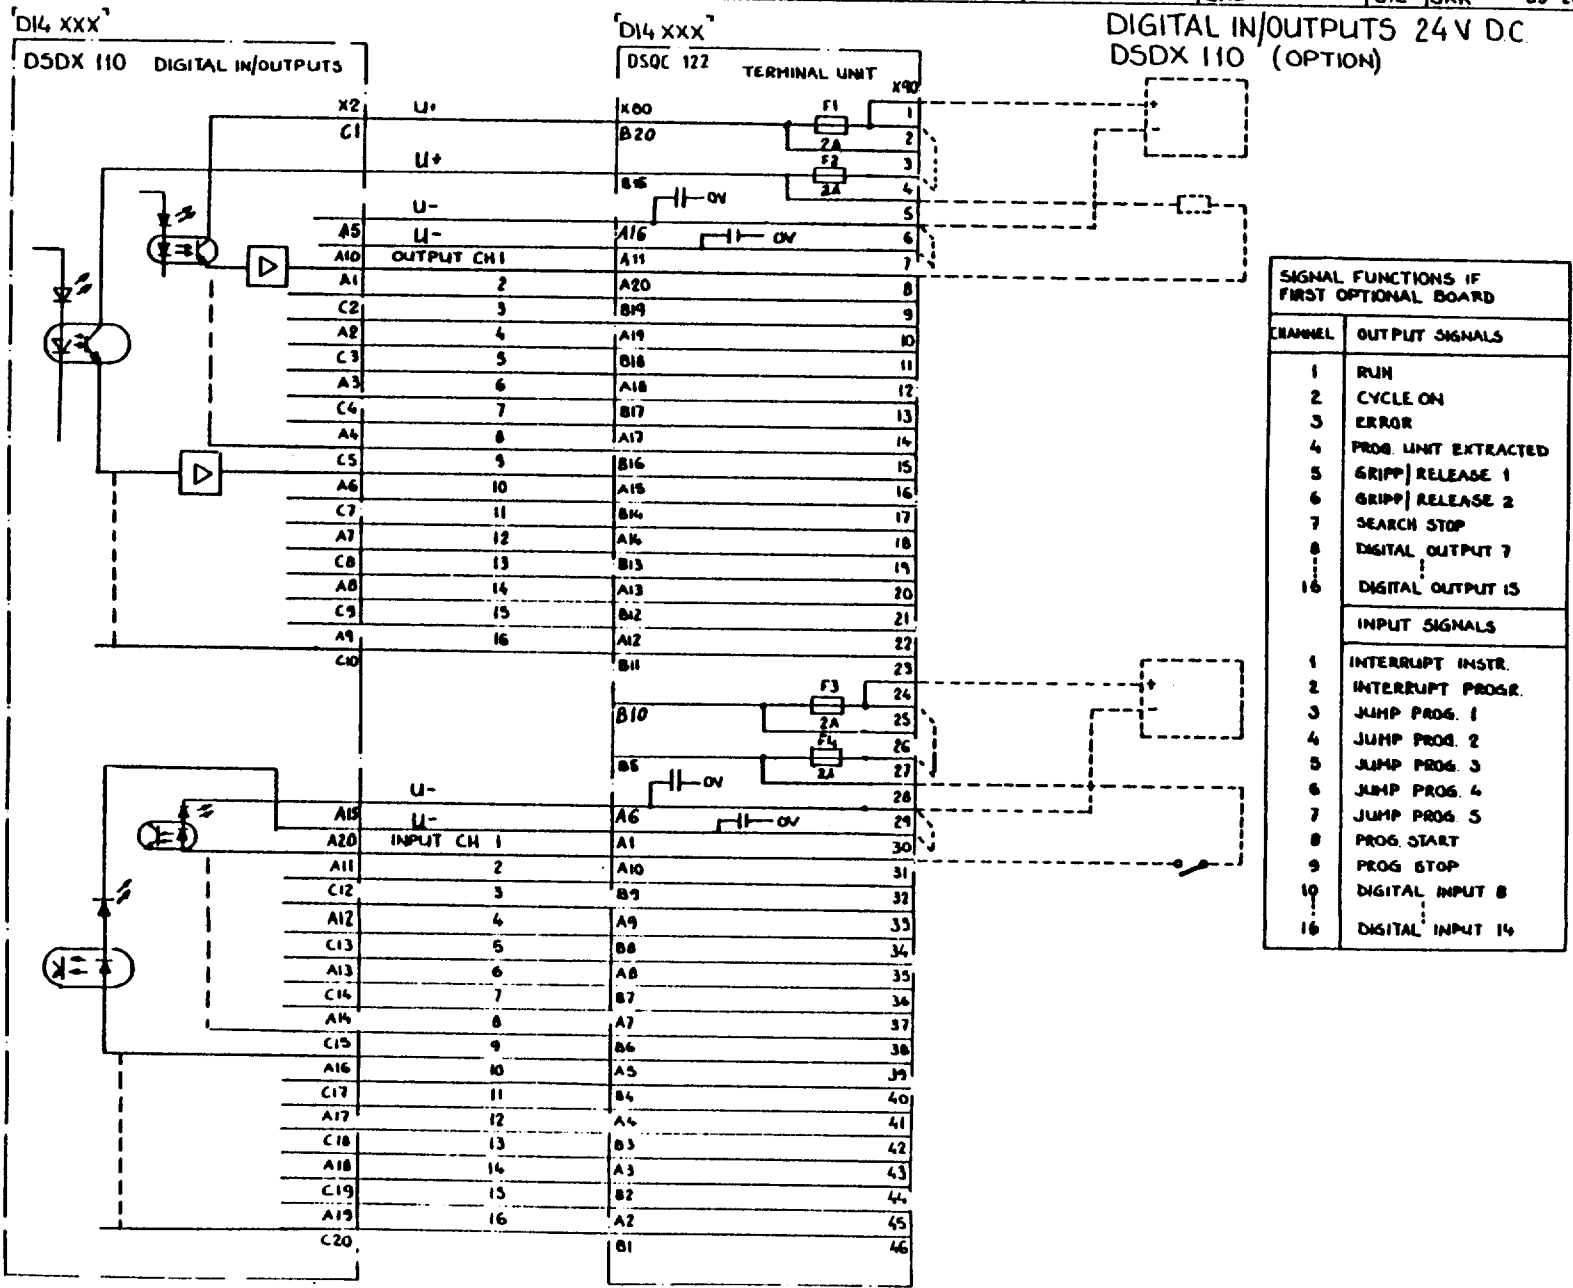 "D14 XXX"
DSDX 110 DIGITAL IN/OUTPUTS
"D14 XXX"
DSQC 122 TERMINAL UNIT
DIGITAL IN/OUTPUTS 24V D.C.
DSDX 110 (OPTION)
X2 U+ X80 X90
C1 B20
F1
2A
1
2
U+
F2
2A
B15
3
4
+
-
U- 0V 5
A5 U- A16 0V 6
A10 OUTPUT CH 1 A11 7
A1 2 A20 8
C2 3 B19 9
A2 4 A19 10
C3 5 B18 11
A3 6 A18 12
C4 7 B17 13
A4 8 A17 14
C5 9 B16 15
A6 10 A15 16
C7 11 B14 17
A7 12 A14 18
C8 13 B13 19
A8 14 A13 20
C9 15 B12 21
A9 16 A12 22
C10 B11 23
F3 24
B10 2A 25
F4 26
B5 2A 27
+
-
U- 0V 28
A15 U- A6 0V 29
A20 INPUT CH 1 A1 30
A11 2 A10 31
C12 3 B9 32
A12 4 A9 33
C13 5 B8 34
A13 6 A8 35
C14 7 B7 36
A14 8 A7 37
C15 9 B6 38
A16 10 A5 39
C17 11 B4 40
A17 12 A4 41
C18 13 B3 42
A18 14 A3 43
C19 15 B2 44
A19 16 A2 45
C20 B1 46
SIGNAL FUNCTIONS IF
FIRST OPTIONAL BOARD
CHANNEL OUTPUT SIGNALS
1 RUN
2 CYCLE ON
3 ERROR
4 PROG. UNIT EXTRACTED
5 GRIPP/RELEASE 1
6 GRIPP/RELEASE 2
7 SEARCH STOP
8 DIGITAL OUTPUT 7
16 DIGITAL OUTPUT 15
INPUT SIGNALS
1 INTERRUPT INSTR.
2 INTERRUPT PROGR.
3 JUMP PROG. 1
4 JUMP PROG. 2
5 JUMP PROG. 3
6 JUMP PROG. 4
7 JUMP PROG. 5
8 PROG. START
9 PROG STOP
10 DIGITAL INPUT 8
16 DIGITAL INPUT 14